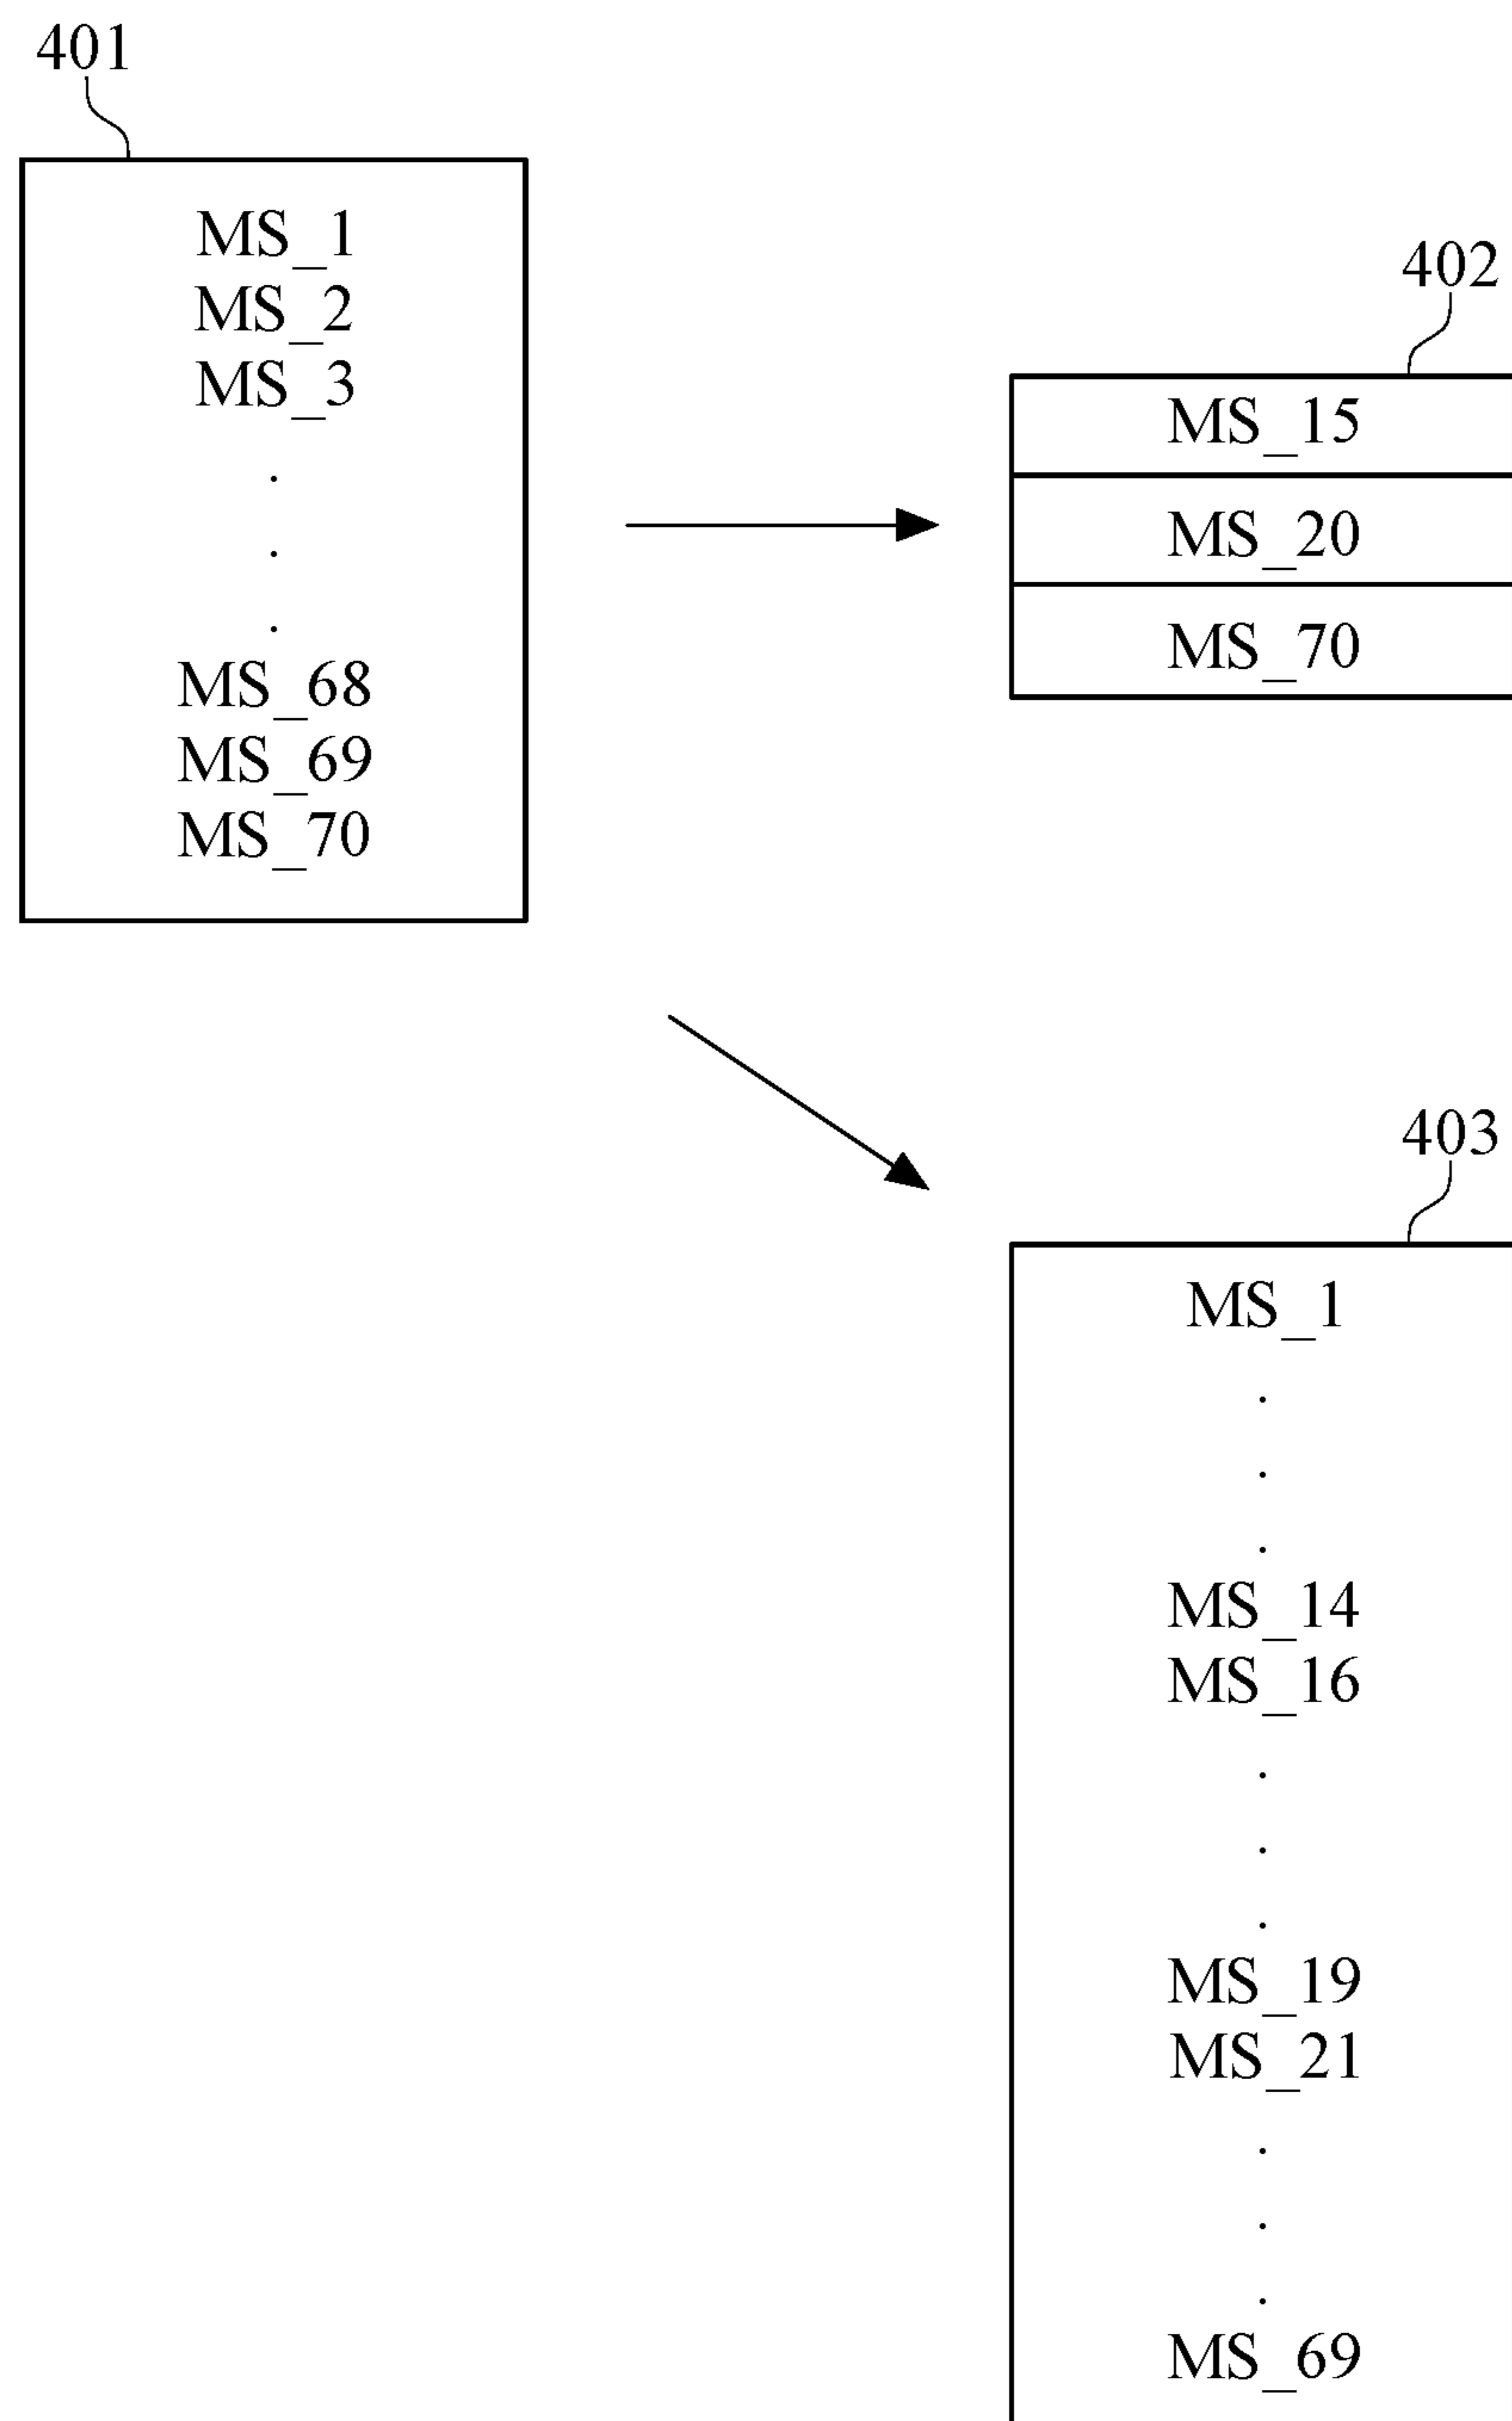 401
MS_1
MS_2
MS_3
.
.
.
MS_68
MS_69
MS_70
402
MS_15
MS_20
MS_70
403
MS_1
.
.
.
MS_14
MS_16
.
.
.
MS_19
MS_21
.
.
.
MS_69